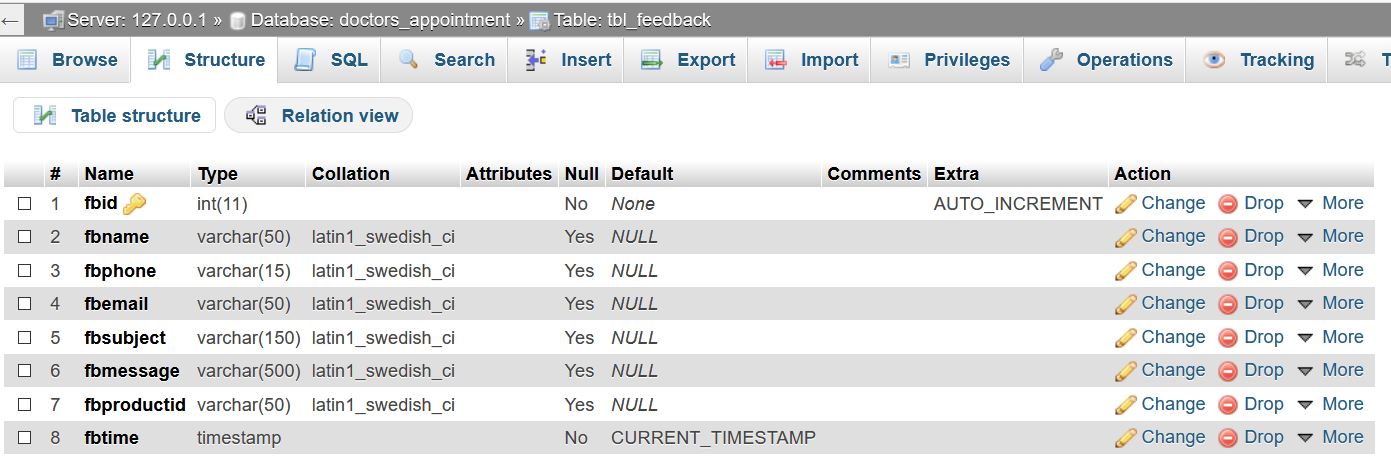 Server: 127.0.0.1 » Database: doctors_appointment » Table: tbl_feedback
Browse Structure SQL Search Insert Export Import Privileges Operations Tracking T
Table structure Relation view
# Name Type Collation Attributes Null Default Comments Extra Action
1 fbid int(11) No None AUTO_INCREMENT Change Drop More
2 fbname varchar(50) latin1_swedish_ci Yes NULL Change Drop More
3 fbphone varchar(15) latin1_swedish_ci Yes NULL Change Drop More
4 fbemail varchar(50) latin1_swedish_ci Yes NULL Change Drop More
5 fbsubject varchar(150) latin1_swedish_ci Yes NULL Change Drop More
6 fbmessage varchar(500) latin1_swedish_ci Yes NULL Change Drop More
7 fbproductid varchar(50) latin1_swedish_ci Yes NULL Change Drop More
8 fbtime timestamp No CURRENT_TIMESTAMP Change Drop More